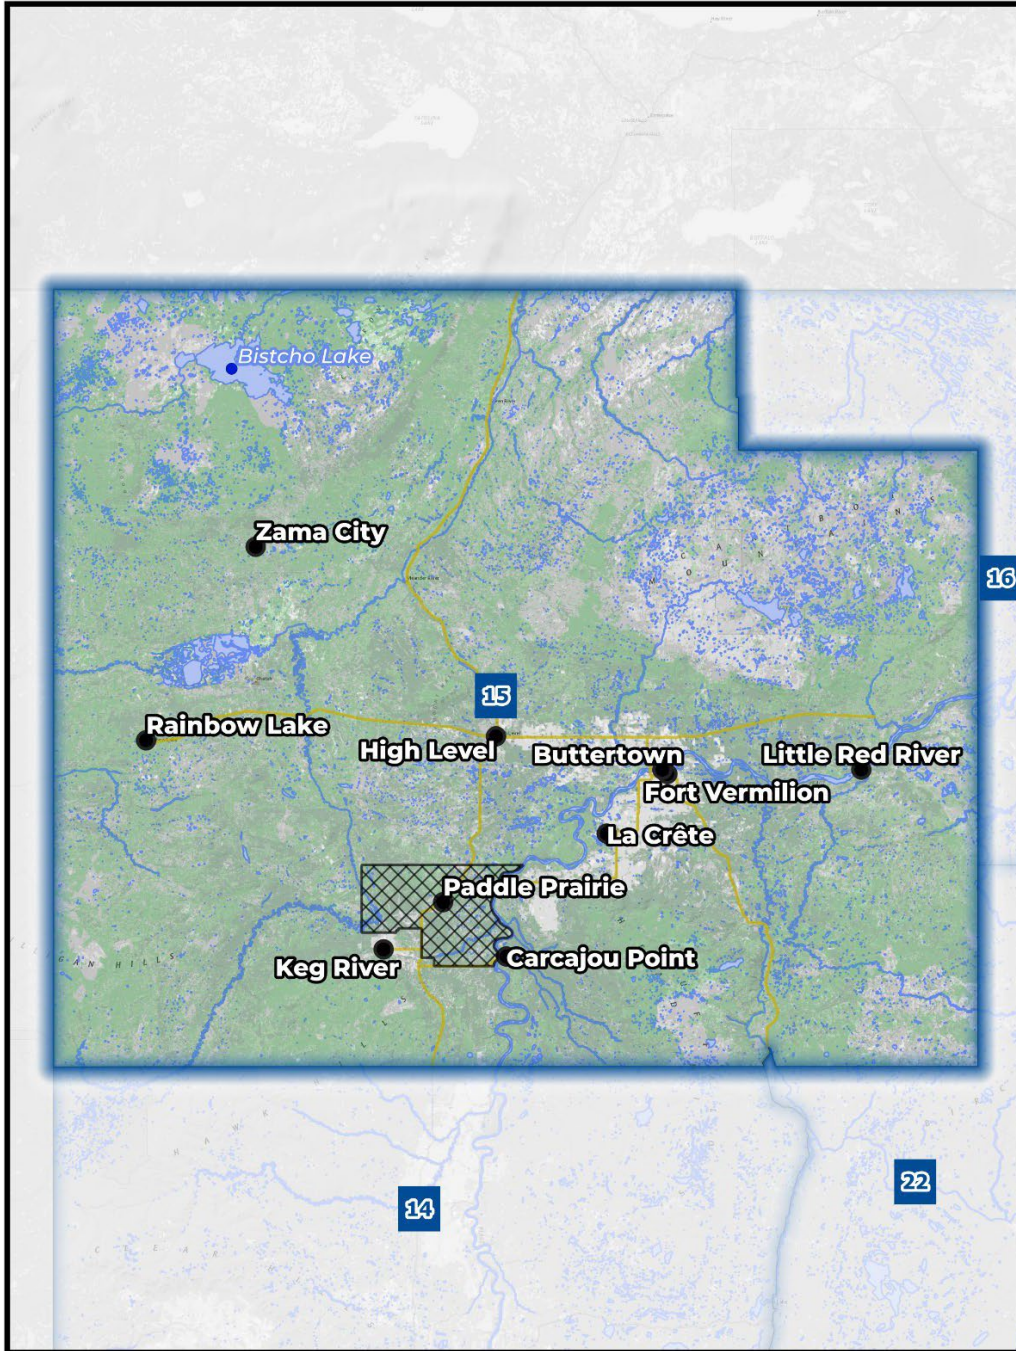 Bistcho Lake
Zama City
16
15
Rainbow Lake
High Level
Buttertown
Little Red River
Fort Vermilion
La Crête
Paddle Prairie
Carcajou Point
Keg River
C A R I B O U
M O U N T A I N S
22
14